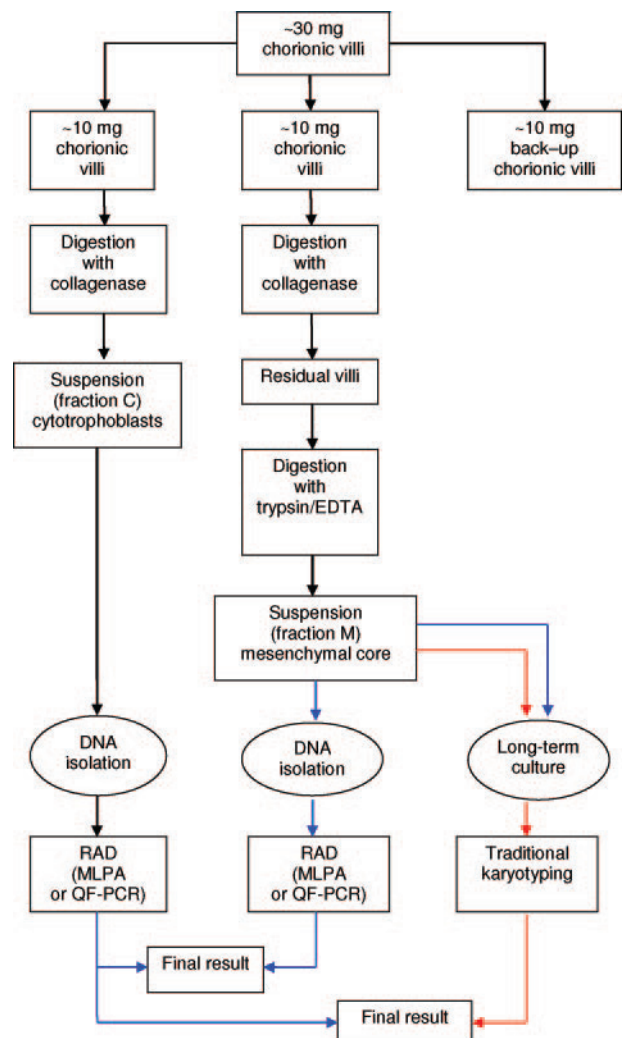 ~30 mg
chorionic villi
~10 mg
chorionic
villi
~10 mg
chorionic
villi
~10 mg
back–up
chorionic villi
Digestion
with
collagenase
Digestion
with
collagenase
Suspension
(fraction C)
cytotrophoblasts
Residual villi
Digestion
with
trypsin/EDTA
Suspension
(fraction M)
mesenchymal core
DNA
isolation
DNA
isolation
Long-term
culture
RAD
(MLPA
or QF-PCR)
RAD
(MLPA
or QF-PCR)
Traditional
karyotyping
Final result
Final result